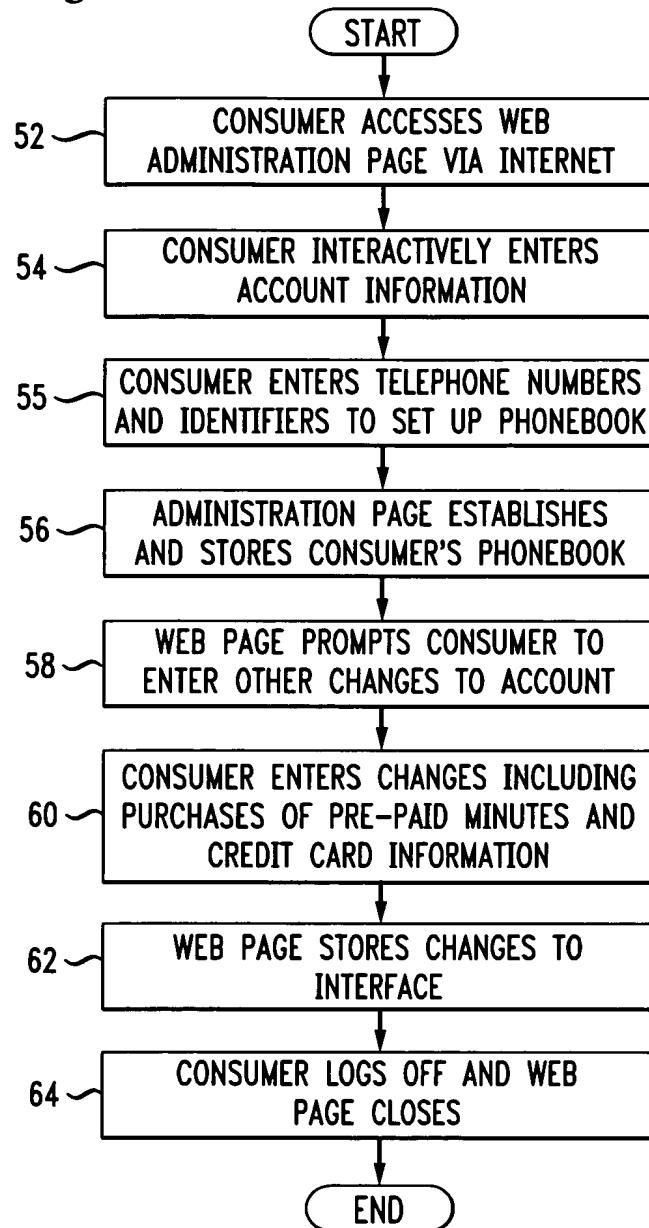 START
52
CONSUMER ACCESSES WEB
ADMINISTRATION PAGE VIA INTERNET
54
CONSUMER INTERACTIVELY ENTERS
ACCOUNT INFORMATION
55
CONSUMER ENTERS TELEPHONE NUMBERS
AND IDENTIFIERS TO SET UP PHONEBOOK
56
ADMINISTRATION PAGE ESTABLISHES
AND STORES CONSUMER'S PHONEBOOK
58
WEB PAGE PROMPTS CONSUMER TO
ENTER OTHER CHANGES TO ACCOUNT
60
CONSUMER ENTERS CHANGES INCLUDING
PURCHASES OF PRE-PAID MINUTES AND
CREDIT CARD INFORMATION
62
WEB PAGE STORES CHANGES TO
INTERFACE
64
CONSUMER LOGS OFF AND WEB
PAGE CLOSES
END